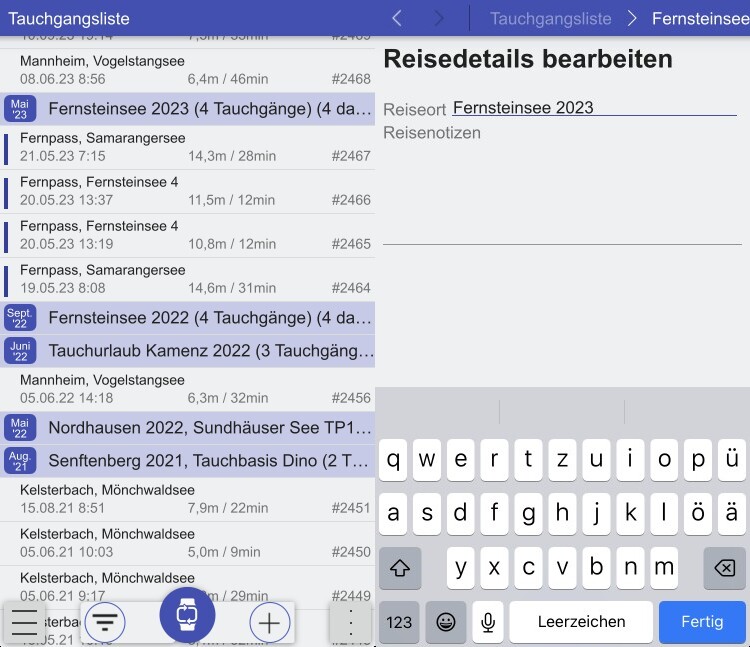 Tauchgangsliste
Mannheim, Vogelstangsee
08.06.23 8:56 6,4m / 46min #2468
Mai '23 Fernsteinsee 2023 (4 Tauchgänge) (4 da…
Fernpass, Samarangersee
21.05.23 7:15 14,3m / 28min #2467
Fernpass, Fernsteinsee 4
20.05.23 13:37 11,5m / 12min #2466
Fernpass, Fernsteinsee 4
20.05.23 13:19 10,8m / 12min #2465
Fernpass, Samarangersee
19.05.23 8:08 14,6m / 31min #2464
Sept. '22 Fernsteinsee 2022 (4 Tauchgänge) (4 da…
Juni '22 Tauchurlaub Kamenz 2022 (3 Tauchgäng…
Mannheim, Vogelstangsee
05.06.22 14:18 6,3m / 32min #2456
Mai '22 Nordhausen 2022, Sundhäuser See TP1…
Aug. '21 Senftenberg 2021, Tauchbasis Dino (2 T…
Kelsterbach, Mönchwaldsee
15.08.21 8:51 7,9m / 22min #2451
Kelsterbach, Mönchwaldsee
05.06.21 10:03 5,0m / 9min #2450
Kelsterbach, Mönchwaldsee
05.06.21 9:17 m / 29min #2449
Tauchgangsliste Fernsteinsee
Reisedetails bearbeiten
Reiseort Fernsteinsee 2023
Reisenotizen
q w e r t z u i o p ü
a s d f g h j k l ö ä
y x c v b n m
123 Leerzeichen Fertig